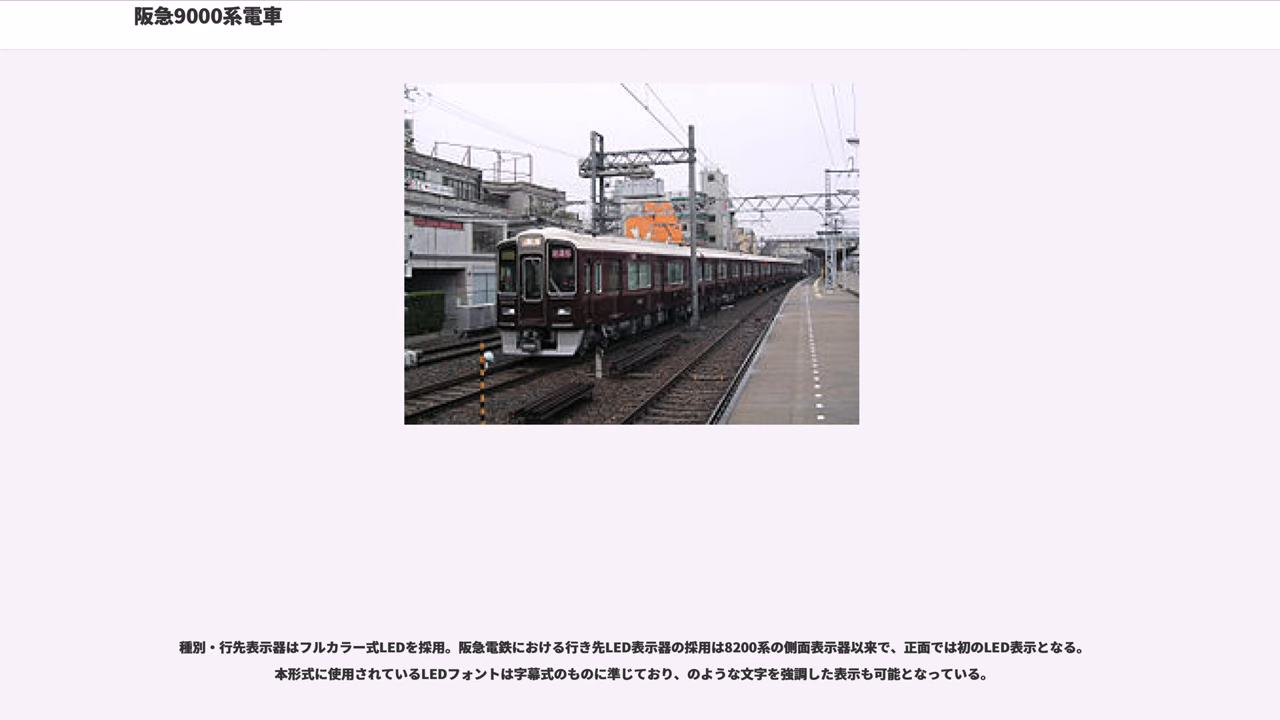 阪急9000系電車
種別・行先表示器はフルカラー式LEDを採用。阪急電鉄における行き先LED表示器の採用は8200系の側面表示器以来で、正面では初のLED表示となる。
本形式に使用されているLEDフォントは字幕式のものに準じており、のような文字を強調した表示も可能となっている。